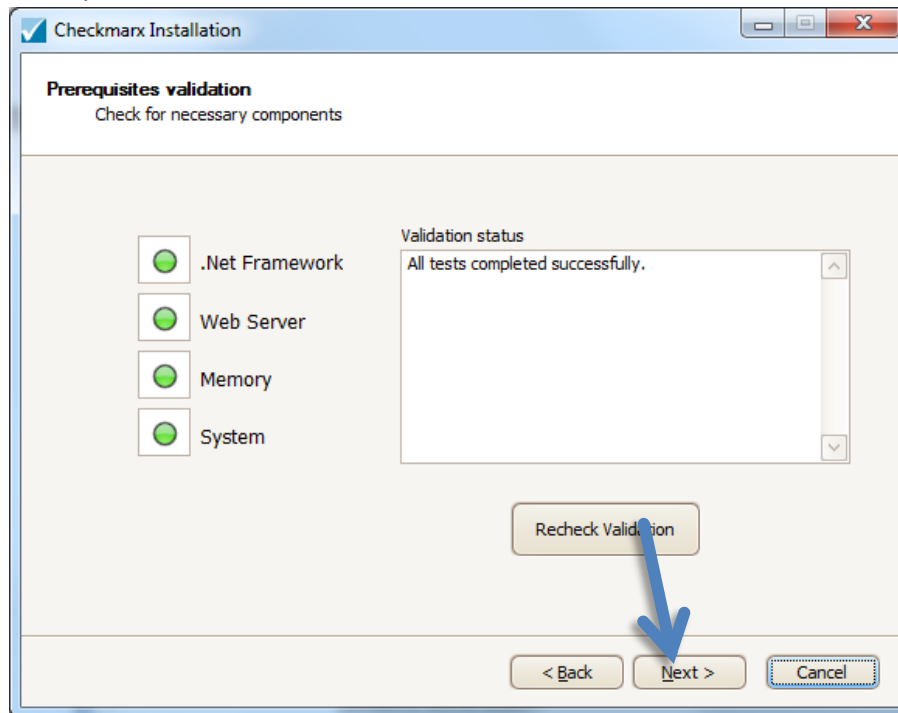 Checkmarx Installation
Prerequisites validation
Check for necessary components
Validation status
All tests completed successfully.
.Net Framework
Web Server
Memory
System
Recheck Validation
< Back
Next >
Cancel